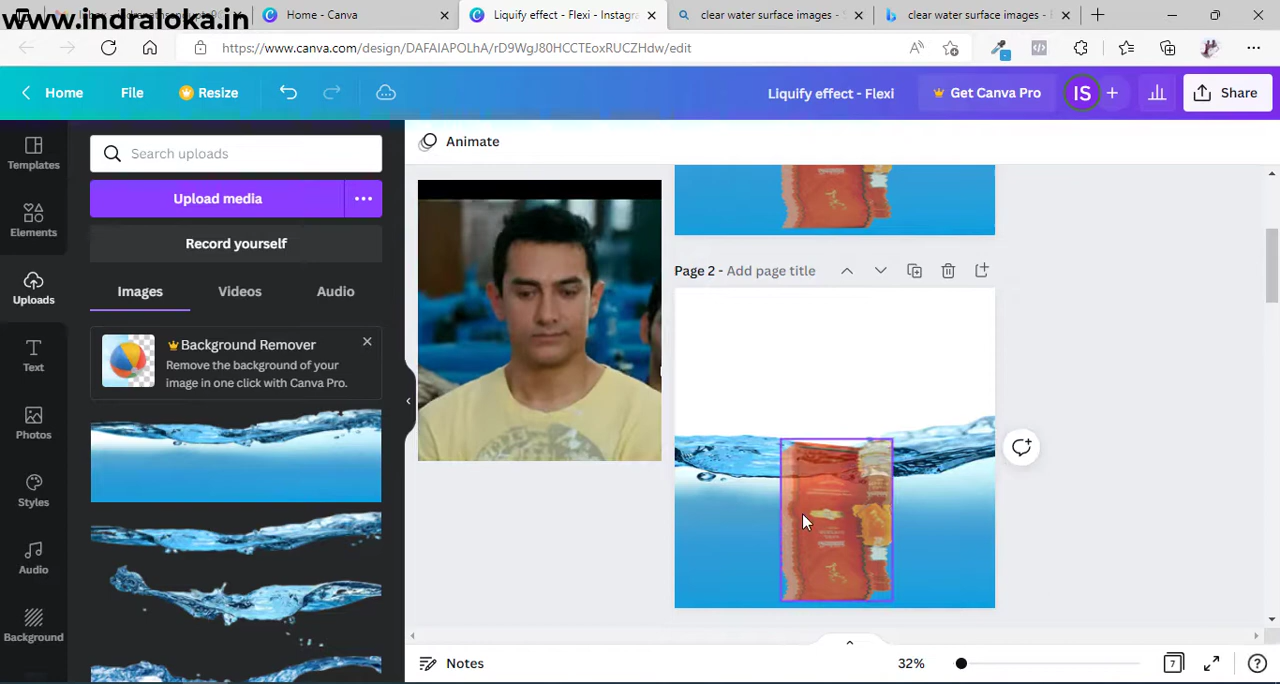 www.indraloka.in
Home - Canva
Liquify effect - Flexi - Instagra
clear water surface images - S
clear water surface images - B
https://www.canva.com/design/DAFAIAPOLhA/rD9WgJ80HCCTEoxRUCZHdw/edit
Home
File
Resize
Liquify effect - Flexi
Get Canva Pro
IS
Share
Templates
Elements
Uploads
Text
Photos
Styles
Audio
Background
Search uploads
Upload media
Record yourself
Images
Videos
Audio
Background Remover
Remove the background of your
image in one click with Canva Pro.
Animate
Page 2 - Add page title
Notes
32%
7